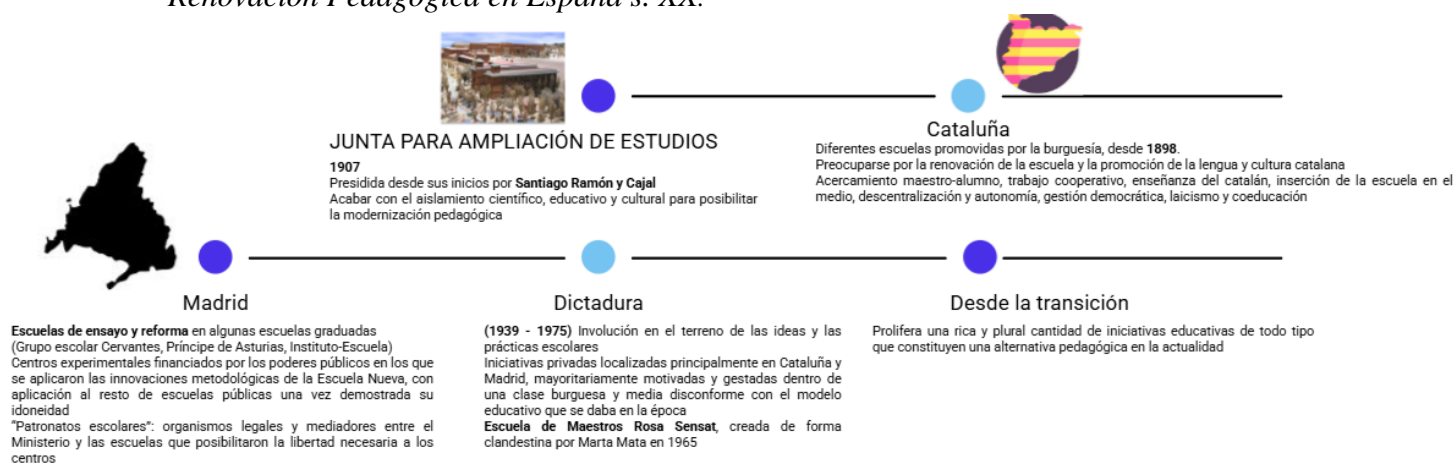 Renovación Pedagógica en España s. XX.
JUNTA PARA AMPLIACIÓN DE ESTUDIOS
1907
Presidida desde sus inicios por Santiago Ramón y Cajal
Acabar con el aislamiento científico, educativo y cultural para posibilitar
la modernización pedagógica
Cataluña
Diferentes escuelas promovidas por la burguesía, desde 1898.
Preocuparse por la renovación de la escuela y la promoción de la lengua y cultura catalana
Acercamiento maestro-alumno, trabajo cooperativo, enseñanza del catalán, inserción de la escuela en el
medio, descentralización y autonomía, gestión democrática, laicismo y coeducación
Madrid
Escuelas de ensayo y reforma en algunas escuelas graduadas
(Grupo escolar Cervantes, Príncipe de Asturias, Instituto-Escuela)
Centros experimentales financiados por los poderes públicos en los que
se aplicaron las innovaciones metodológicas de la Escuela Nueva, con
aplicación al resto de escuelas públicas una vez demostrada su
idoneidad
"Patronatos escolares": organismos legales y mediadores entre el
Ministerio y las escuelas que posibilitaron la libertad necesaria a los
centros
Dictadura
(1939 - 1975) Involución en el terreno de las ideas y las
prácticas escolares
Iniciativas privadas localizadas principalmente en Cataluña y
Madrid, mayoritariamente motivadas y gestadas dentro de
una clase burguesa y media disconforme con el modelo
educativo que se daba en la época
Escuela de Maestros Rosa Sensat, creada de forma
clandestina por Marta Mata en 1965
Desde la transición
Prolifera una rica y plural cantidad de iniciativas educativas de todo tipo
que constituyen una alternativa pedagógica en la actualidad